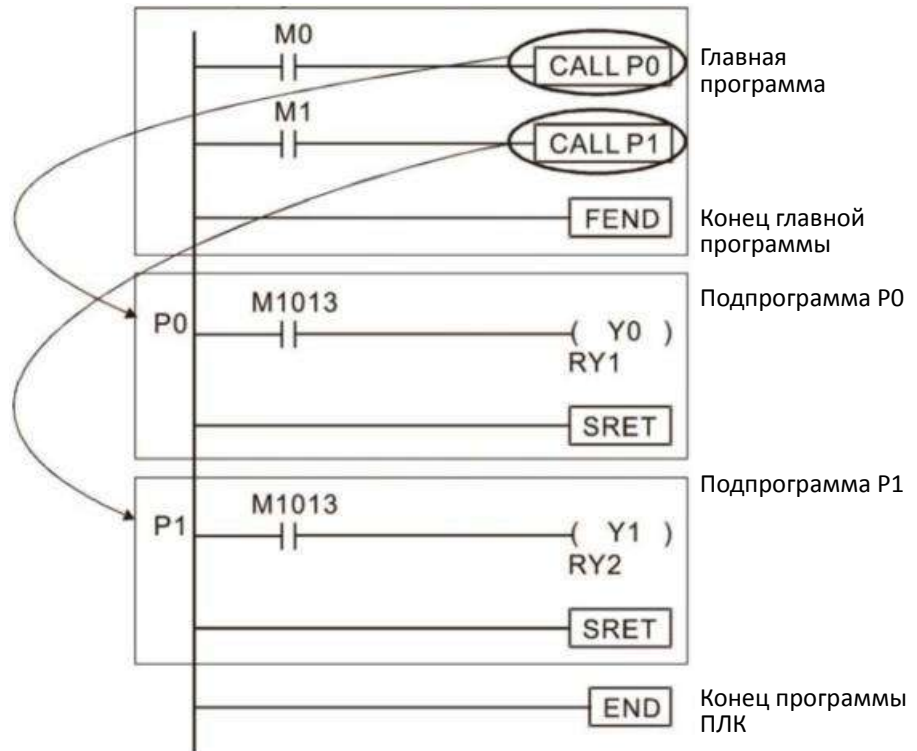 M0
CALL P0
Главная
программа
M1
CALL P1
FEND
Конец главной
программы
Подпрограмма P0
M1013
P0
( Y0 )
RY1
SRET
Подпрограмма P1
M1013
P1
( Y1 )
RY2
SRET
END
Конец программы
ПЛК